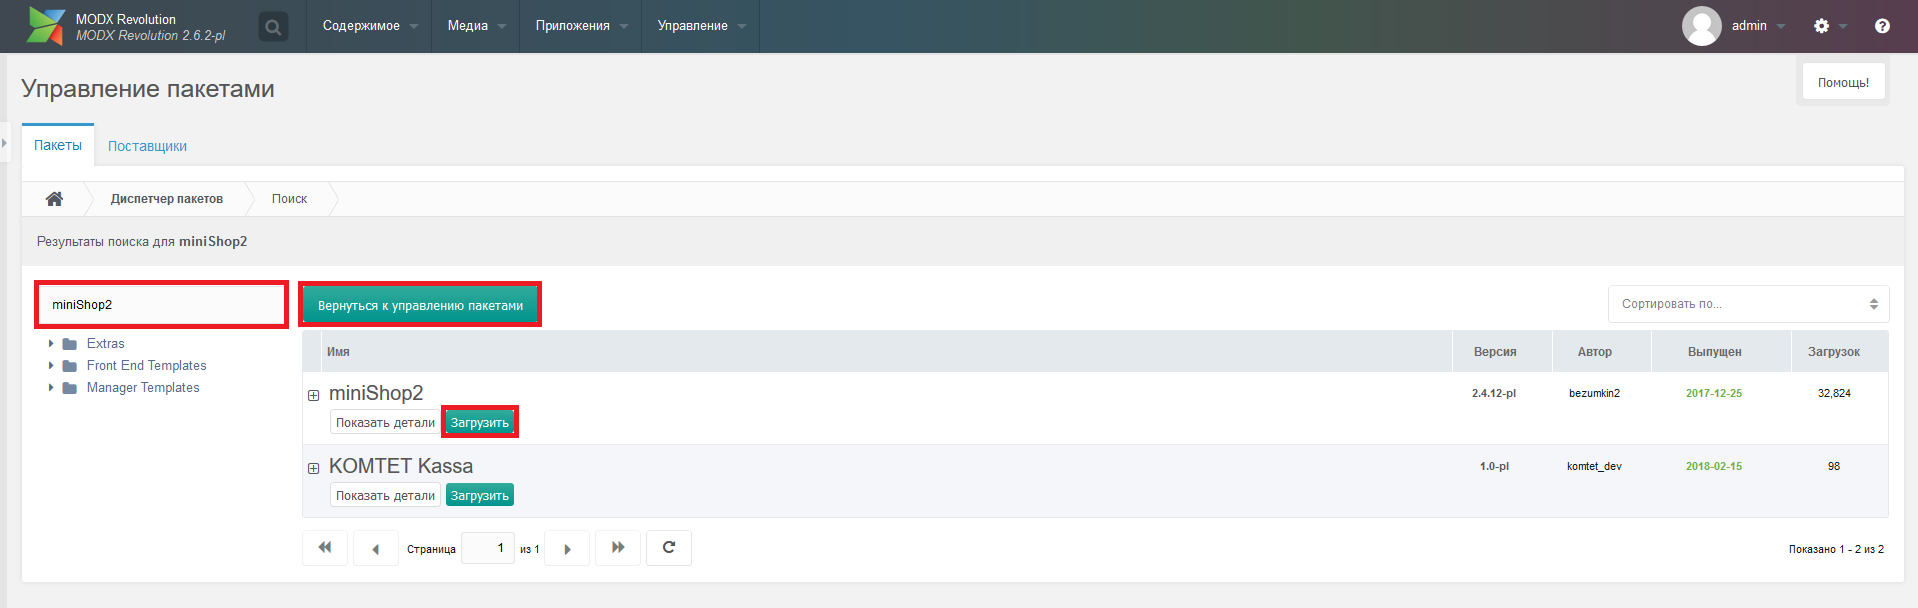 MODX Revolution
MODX Revolution 2.6.2-pl
Содержимое
Медиа
Приложения
Управление
admin
Управление пакетами
Помощь!
Пакеты
Поставщики
Диспетчер пакетов
Поиск
Результаты поиска для miniShop2
miniShop2
Вернуться к управлению пакетами
Сортировать по...
Extras
Front End Templates
Manager Templates
Имя
Версия
Автор
Выпущен
Загрузок
miniShop2
2.4.12-pl
bezumkin2
2017-12-25
32,824
Показать детали
Загрузить
KOMTET Kassa
1.0-pl
komtet_dev
2018-02-15
98
Показать детали
Загрузить
Страница 1 из 1
Показано 1 - 2 из 2